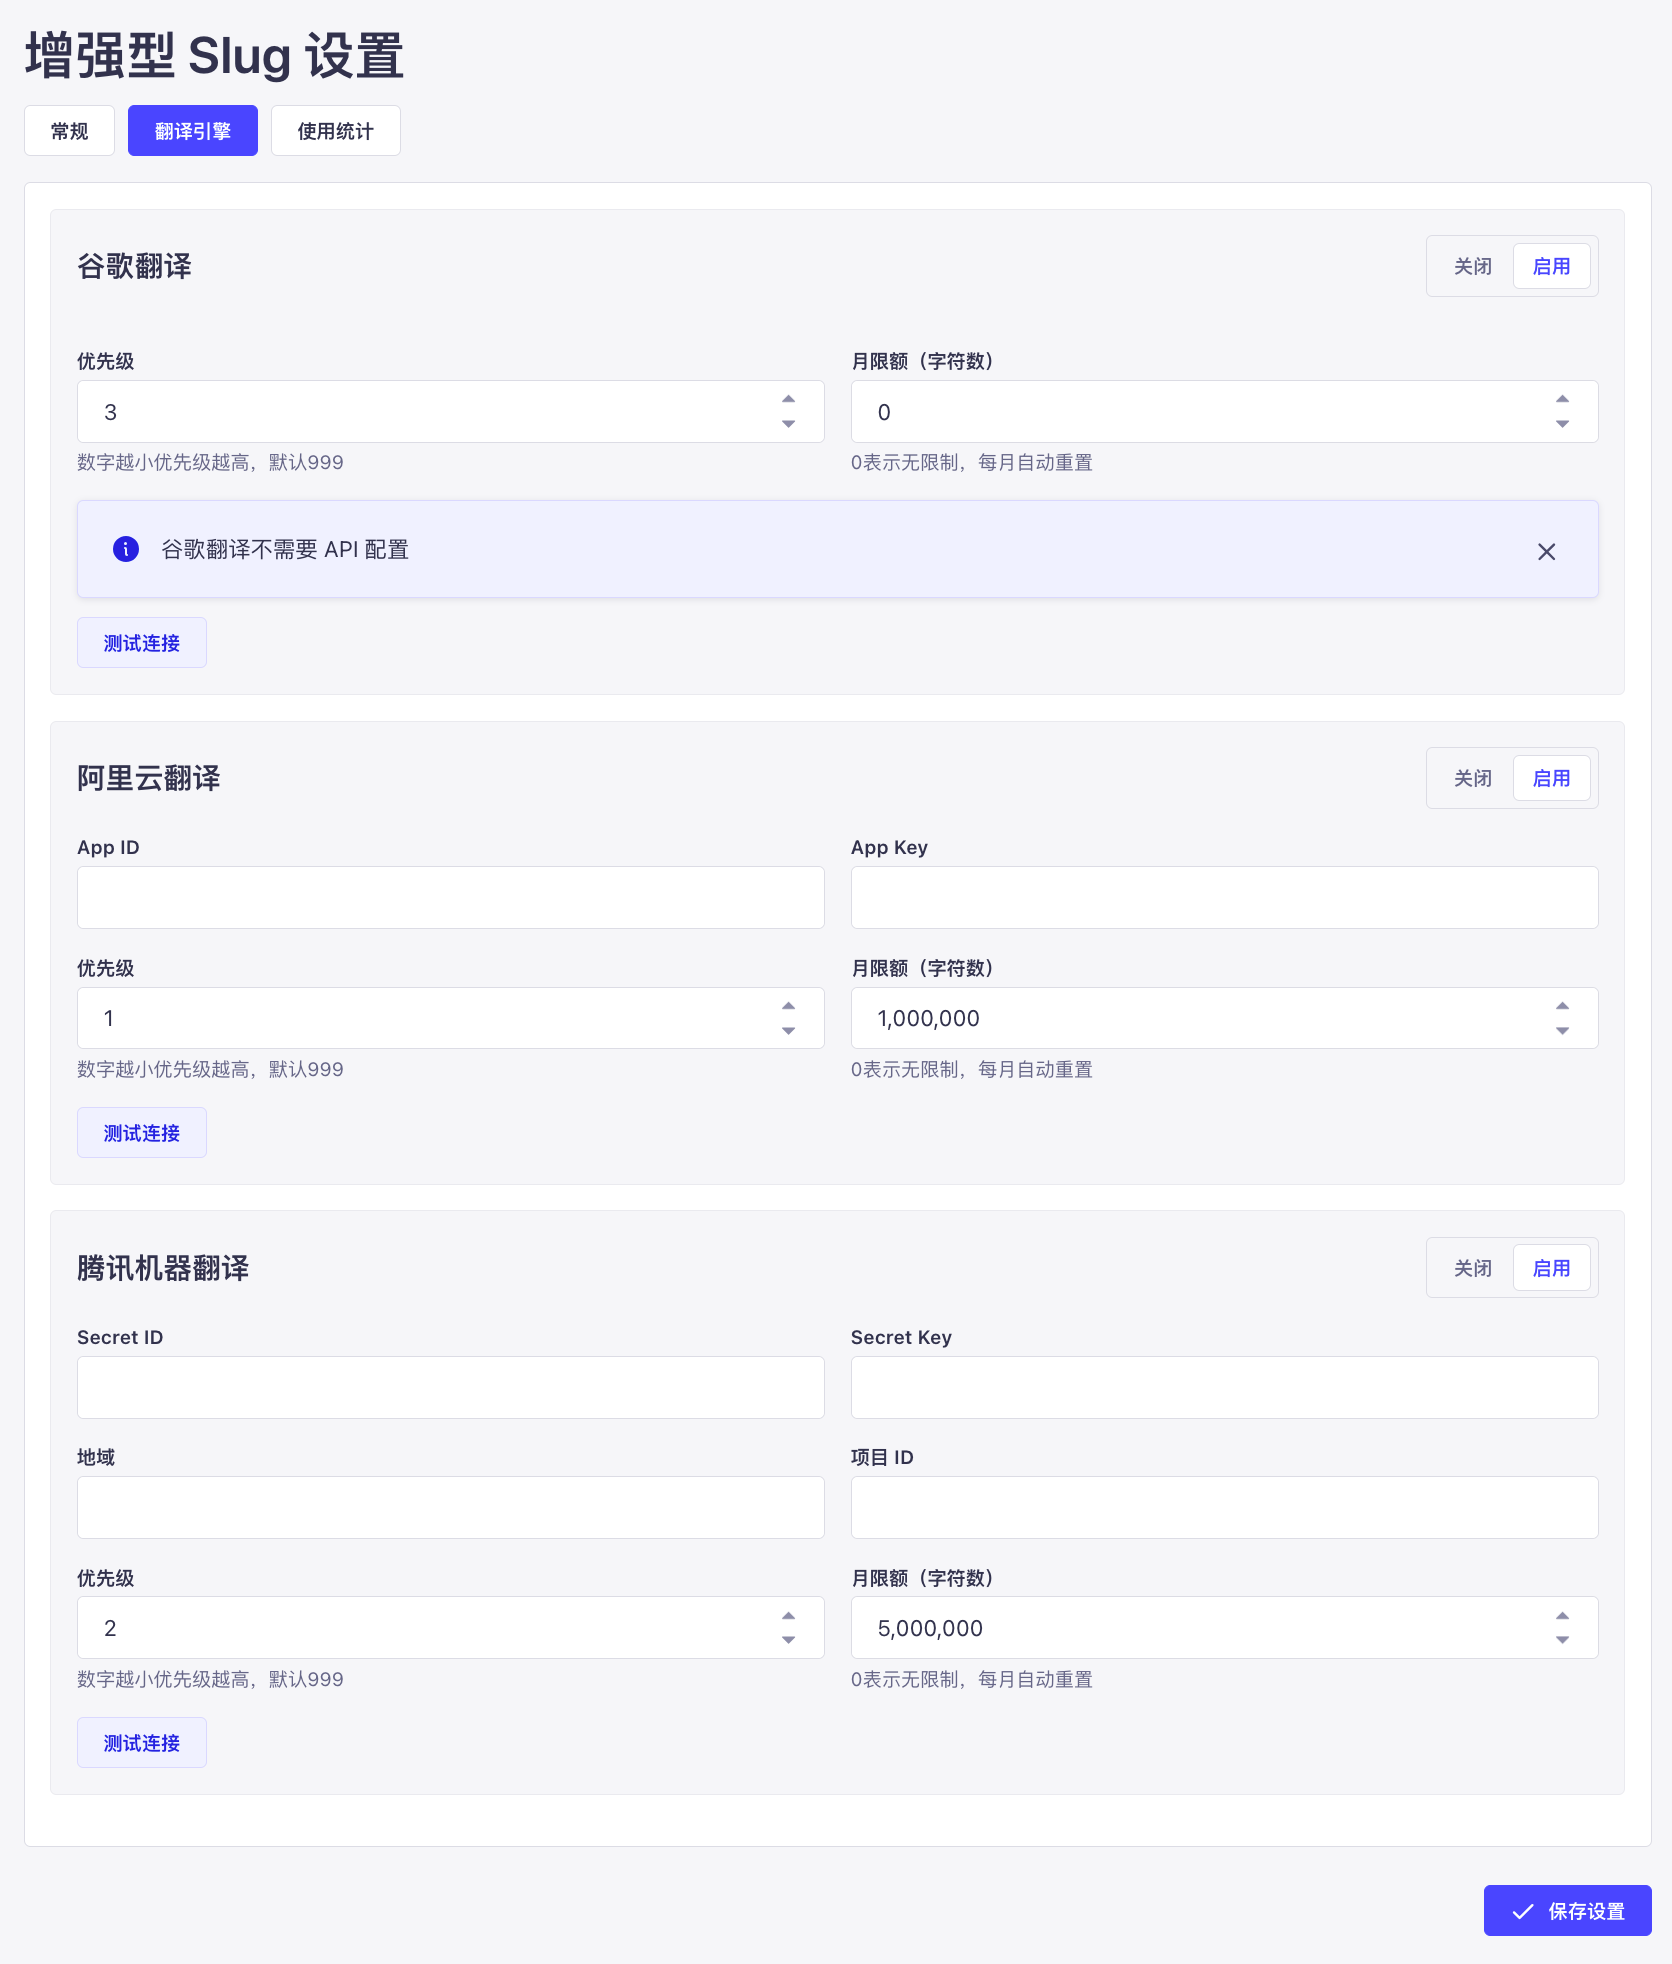 增强型 Slug 设置
常规 翻译引擎 使用统计
谷歌翻译 关闭 启用
优先级 月限额（字符数）
3 0
数字越小优先级越高，默认999 0表示无限制，每月自动重置
谷歌翻译不需要 API 配置
测试连接
阿里云翻译 关闭 启用
App ID App Key
优先级 月限额（字符数）
1 1,000,000
数字越小优先级越高，默认999 0表示无限制，每月自动重置
测试连接
腾讯机器翻译 关闭 启用
Secret ID Secret Key
地域 项目 ID
优先级 月限额（字符数）
2 5,000,000
数字越小优先级越高，默认999 0表示无限制，每月自动重置
测试连接
保存设置